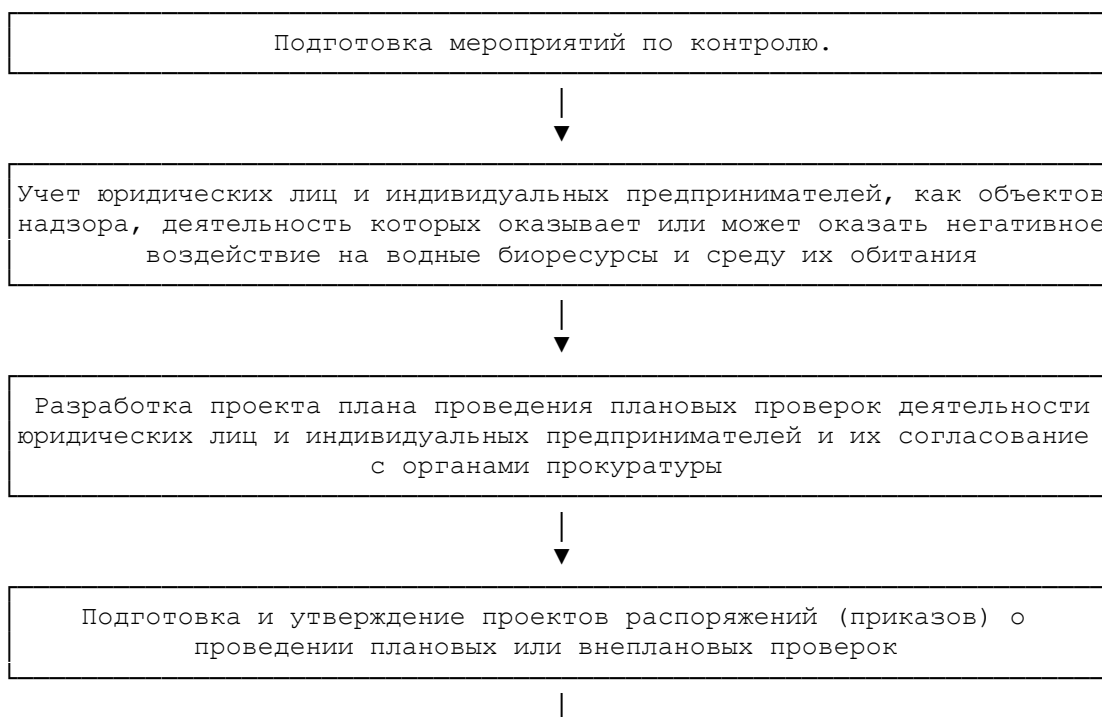 Подготовка мероприятий по контролю.
Учет юридических лиц и индивидуальных предпринимателей, как объектов
надзора, деятельность которых оказывает или может оказать негативное
воздействие на водные биоресурсы и среду их обитания
Разработка проекта плана проведения плановых проверок деятельности
юридических лиц и индивидуальных предпринимателей и их согласование
с органами прокуратуры
Подготовка и утверждение проектов распоряжений (приказов) о
проведении плановых или внеплановых проверок